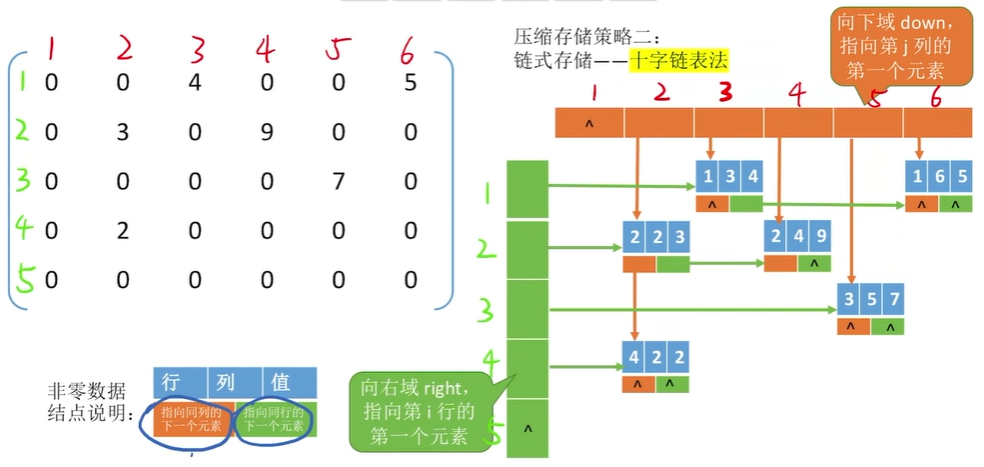 压缩存储策略二：
链式存储——十字链表法
向下域 down，
指向第 j 列的
第一个元素
1 2 3 4 5 6
1 0 0 4 0 0 5
2 0 3 0 9 0 0
3 0 0 0 0 7 0
4 0 2 0 0 0 0
5 0 0 0 0 0 0
1 2 3 4 5 6
^
1
1 3 4
^
1 6 5
^ ^
2
2 2 3
2 4 9
^
3
3 5 7
^ ^
4
4 2 2
^ ^
5
^
向右域 right，
指向第 i 行的
第一个元素
非零数据
结点说明：
行 列 值
指向同列的
下一个元素
指向同行的
下一个元素